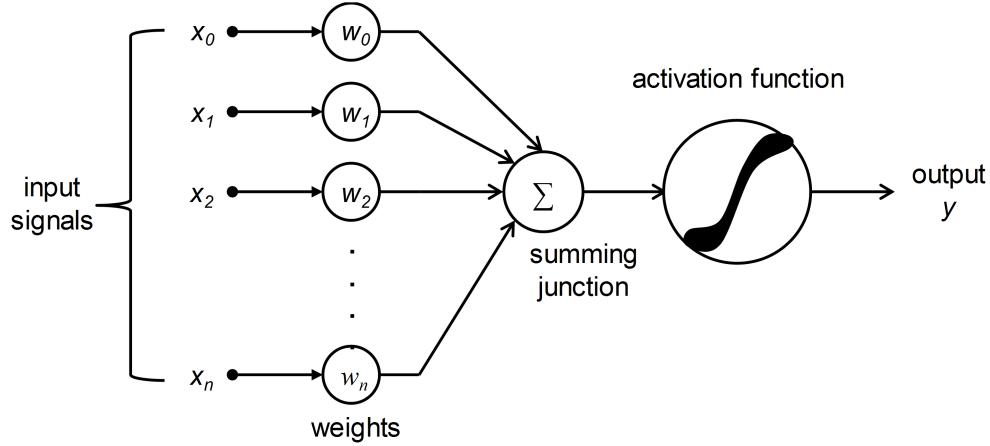 x0
w0
activation function
x1
w1
input
signals
x2
w2
∑
output
y
summing
junction
.
.
.
xn
wn
weights